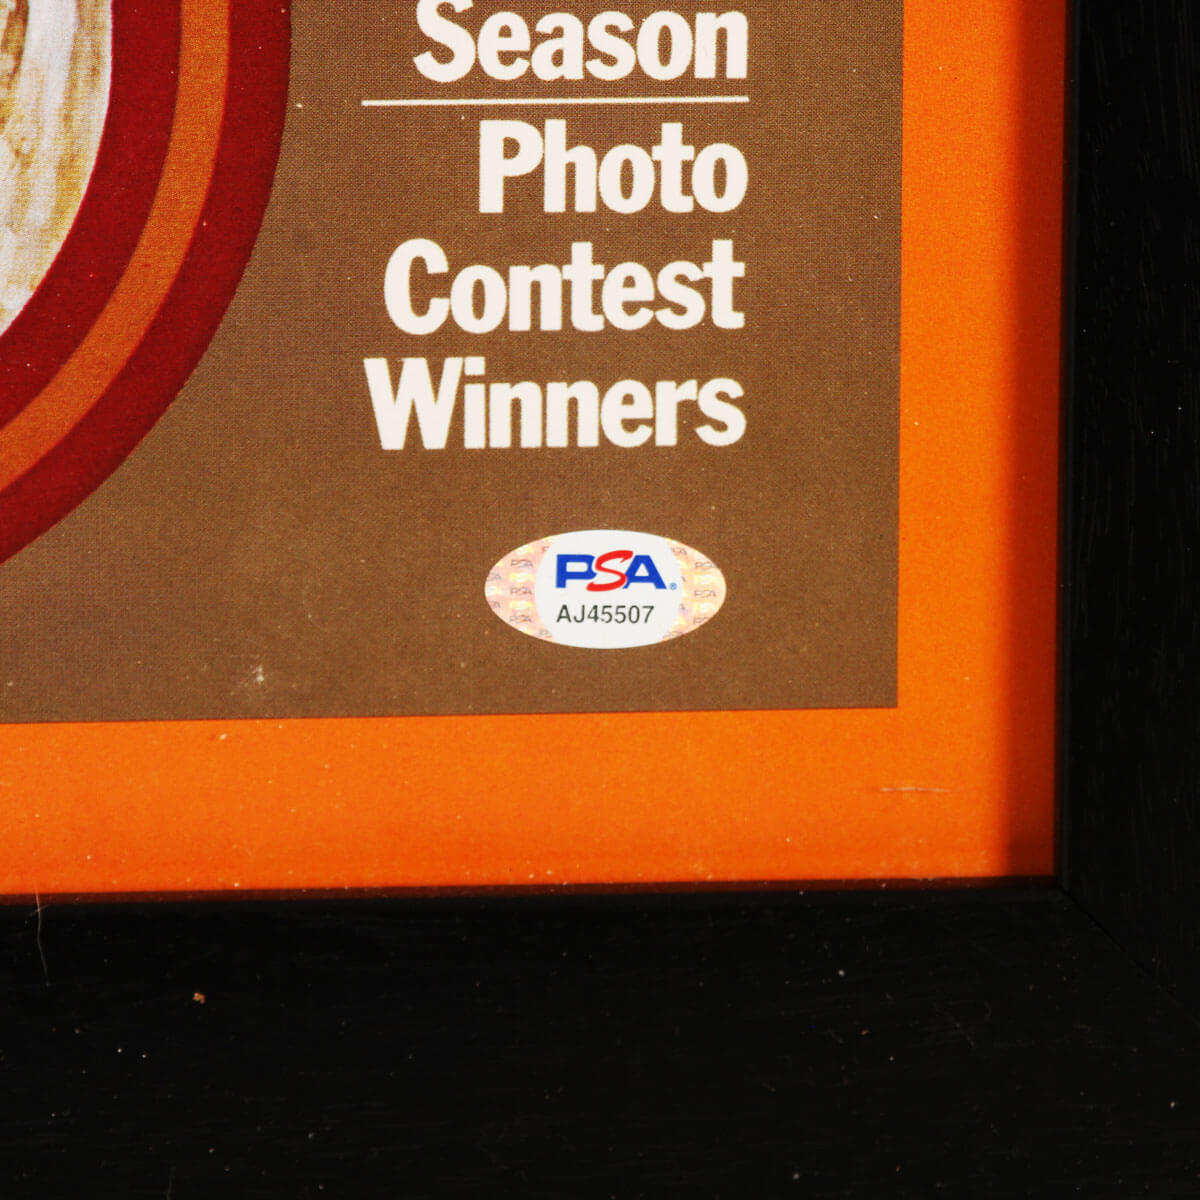 Season
Photo
Contest
Winners
PSA
AJ45507